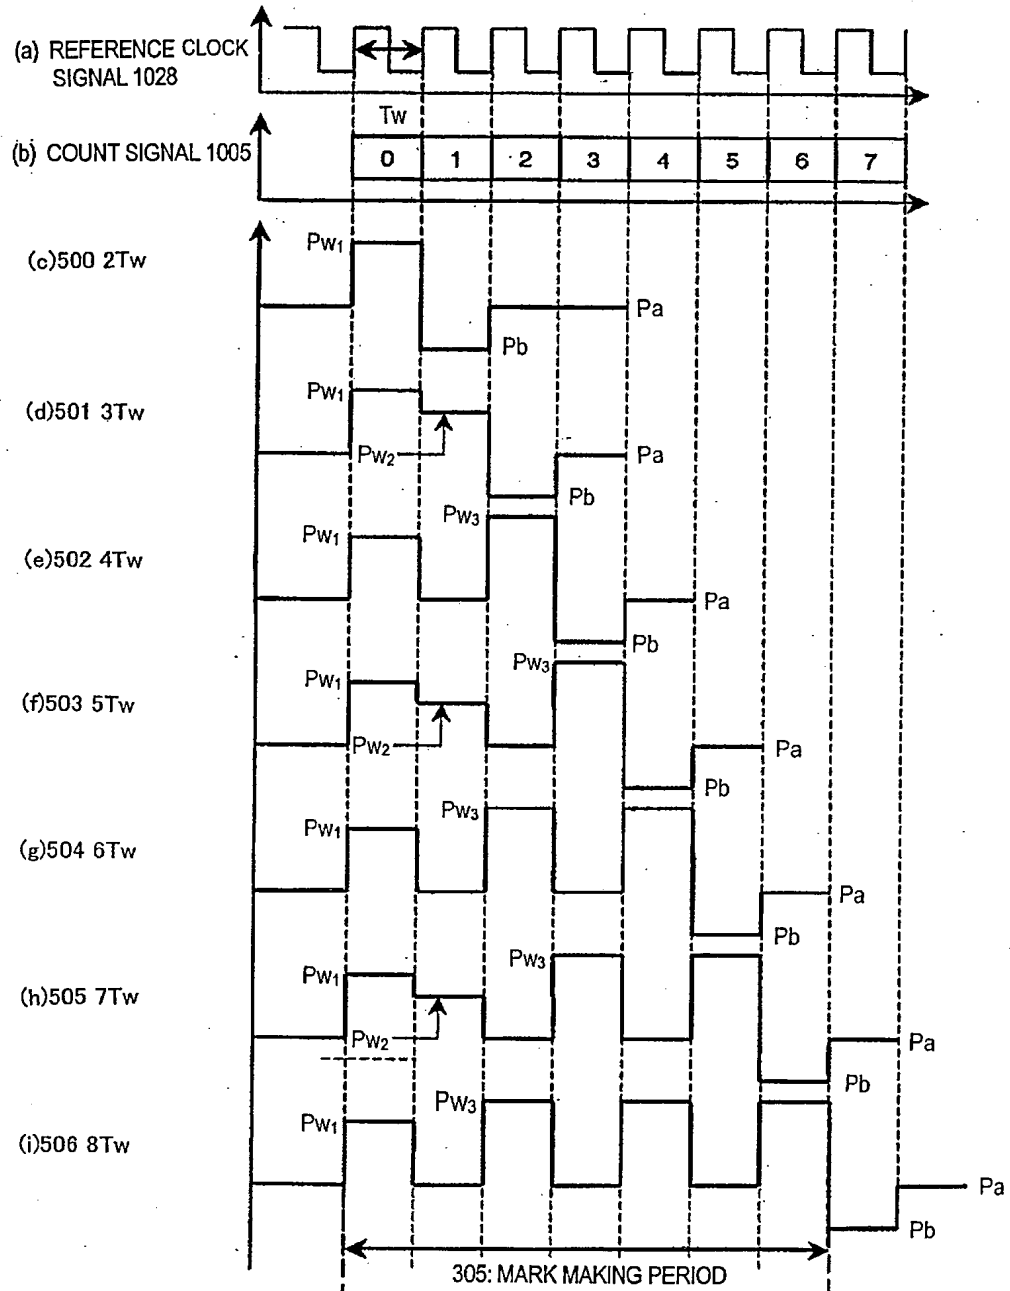 (a) REFERENCE CLOCK
SIGNAL 1028
Tw
(b) COUNT SIGNAL 1005
0 1 2 3 4 5 6 7
(c)500 2Tw
Pw1
Pa
Pb
(d)501 3Tw
Pw1
Pw2
Pa
Pb
(e)502 4Tw
Pw1
Pw3
Pa
Pb
(f)503 5Tw
Pw1
Pw2
Pw3
Pa
Pb
(g)504 6Tw
Pw1
Pw3
Pa
Pb
(h)505 7Tw
Pw1
Pw2
Pw3
Pa
Pb
(i)506 8Tw
Pw1
Pw3
Pa
Pb
305: MARK MAKING PERIOD